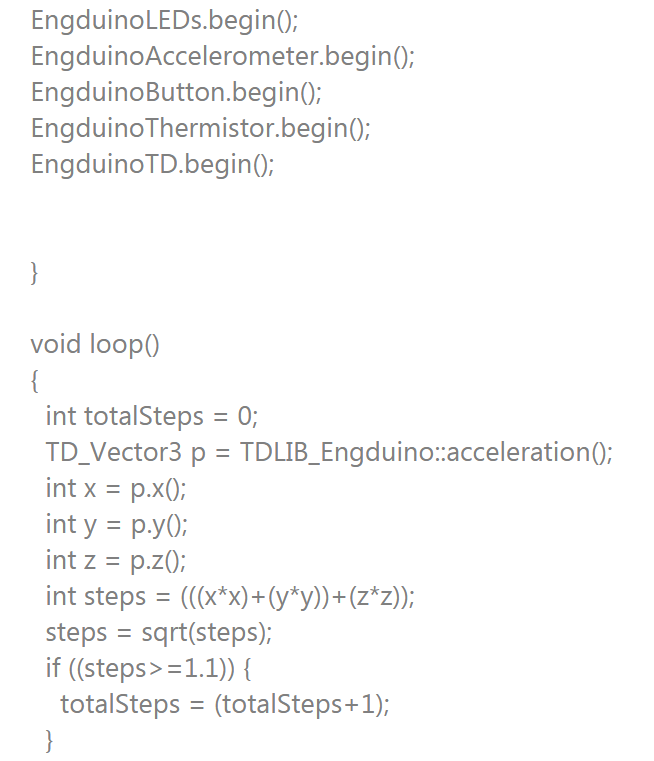 EngduinoLEDs.begin();
EngduinoAccelerometer.begin();
EngduinoButton.begin();
EngduinoThermistor.begin();
EngduinoTD.begin();
}
void loop()
{
int totalSteps = 0;
TD_Vector3 p = TDLIB_Engduino::acceleration();
int x = p.x();
int y = p.y();
int z = p.z();
int steps = (((x*x)+(y*y))+(z*z));
steps = sqrt(steps);
if ((steps>=1.1)) {
totalSteps = (totalSteps+1);
}